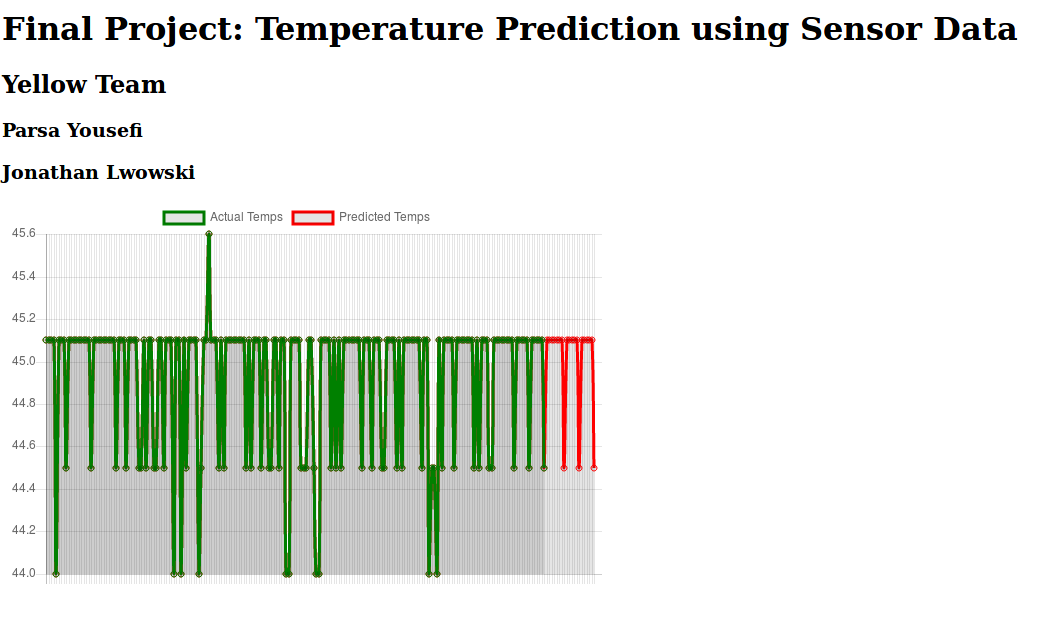 Final Project: Temperature Prediction using Sensor Data
Yellow Team
Parsa Yousefi
Jonathan Lwowski
Actual Temps Predicted Temps
45.6
45.4
45.2
45.0
44.8
44.6
44.4
44.2
44.0